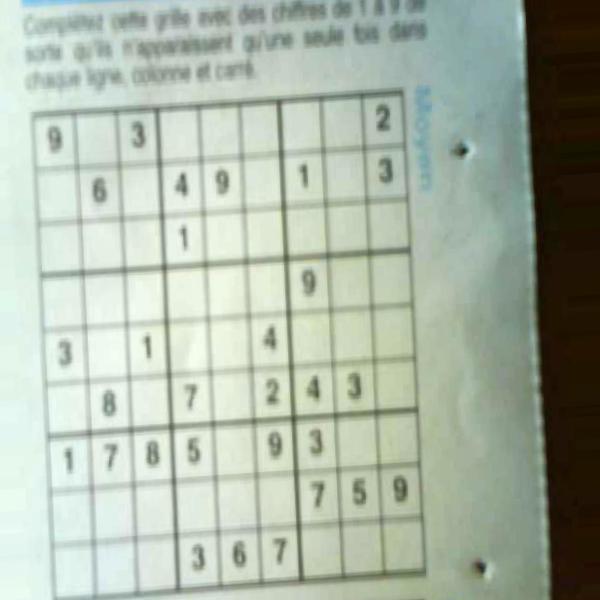 Complétez cette grille avec des chiffres de 1 à 9 de
sorte qu'ils n'apparaissent qu'une seule fois dans
chaque ligne, colonne et carré.
Moyen
9 3 2
6 4 9 1 3
1
9
3 1 4
8 7 2 4 3
1 7 8 5 9 3
7 5 9
3 6 7